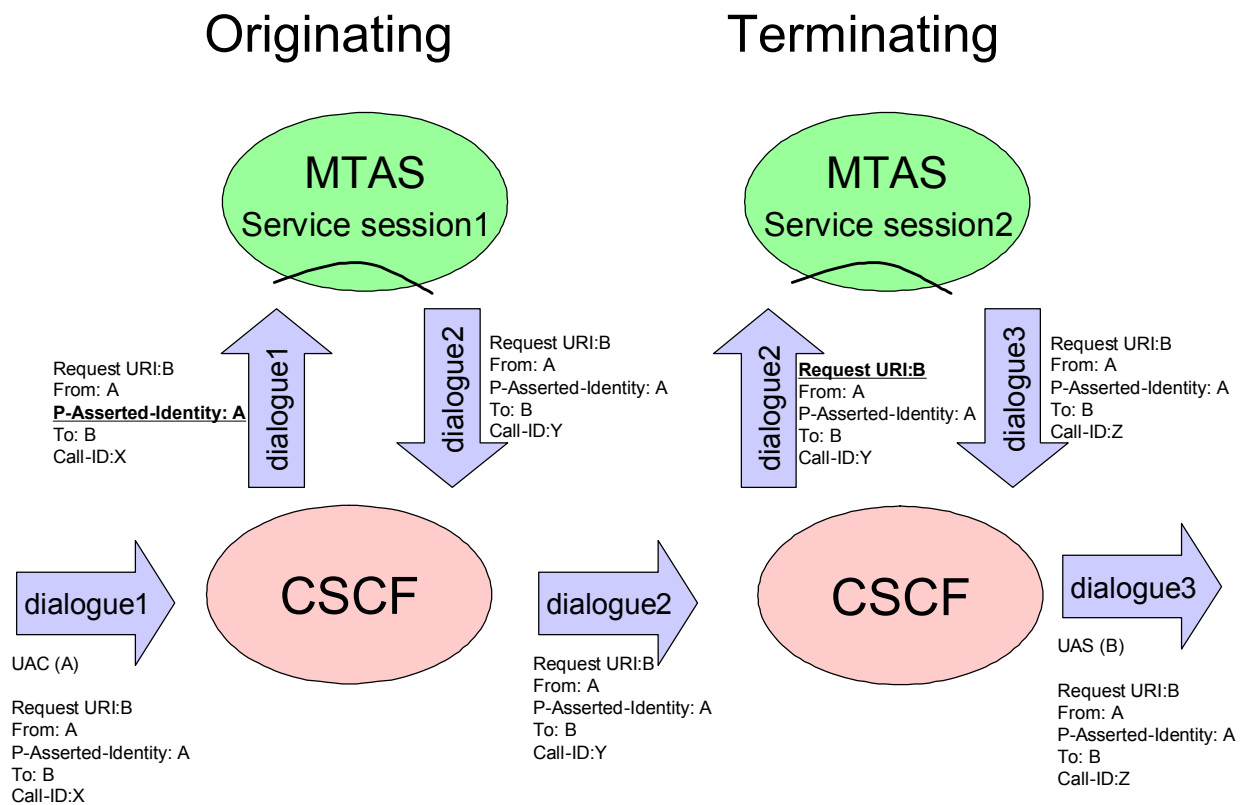 Originating
Terminating
MTAS
Service session1
MTAS
Service session2
Request URI:B
From: A
P-Asserted-Identity: A
To: B
Call-ID:X
dialogue1
dialogue2
Request URI:B
From: A
P-Asserted-Identity: A
To: B
Call-ID:Y
dialogue2
Request URI:B
From: A
P-Asserted-Identity: A
To: B
Call-ID:Y
dialogue3
Request URI:B
From: A
P-Asserted-Identity: A
To: B
Call-ID:Z
dialogue1
CSCF
dialogue2
CSCF
dialogue3
UAC (A)
Request URI:B
From: A
P-Asserted-Identity: A
To: B
Call-ID:X
Request URI:B
From: A
P-Asserted-Identity: A
To: B
Call-ID:Y
UAS (B)
Request URI:B
From: A
P-Asserted-Identity: A
To: B
Call-ID:Z